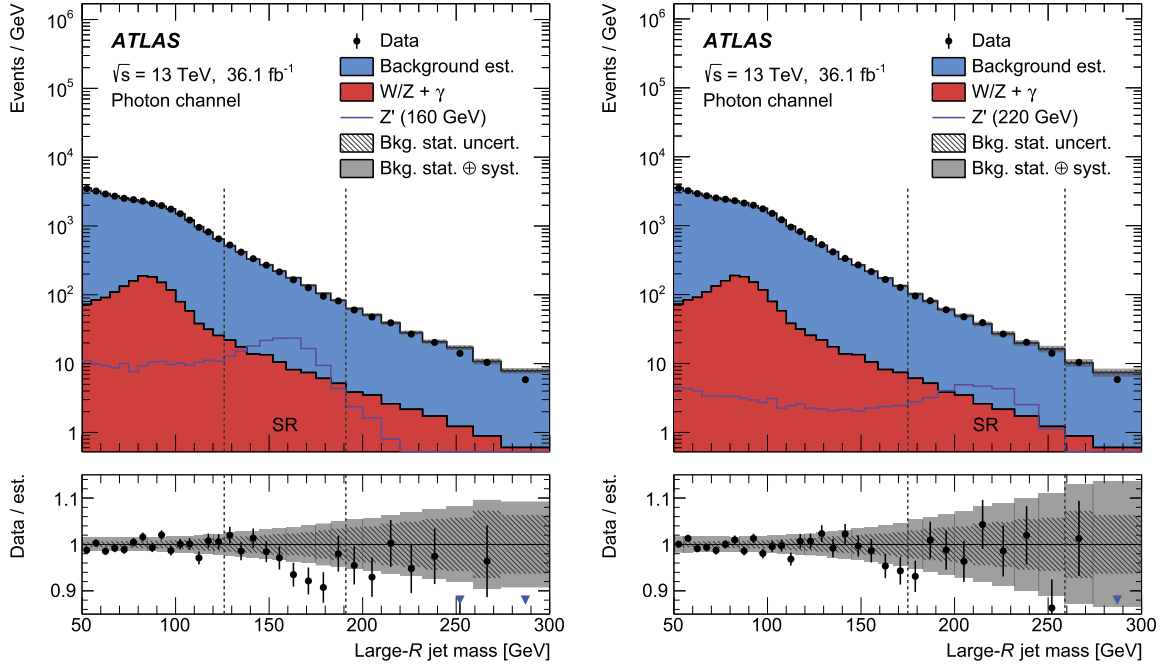 Events / GeV
10⁶
10⁵
10⁴
10³
10²
10
1
ATLAS
√s = 13 TeV, 36.1 fb⁻¹
Photon channel
Data
Background est.
W/Z + γ
Z' (160 GeV)
Bkg. stat. uncert.
Bkg. stat. ⊕ syst.
SR
Data / est.
1.1
1
0.9
50 100 150 200 250 300
Large-R jet mass [GeV]
Events / GeV
10⁶
10⁵
10⁴
10³
10²
10
1
ATLAS
√s = 13 TeV, 36.1 fb⁻¹
Photon channel
Data
Background est.
W/Z + γ
Z' (220 GeV)
Bkg. stat. uncert.
Bkg. stat. ⊕ syst.
SR
Data / est.
1.1
1
0.9
50 100 150 200 250 300
Large-R jet mass [GeV]